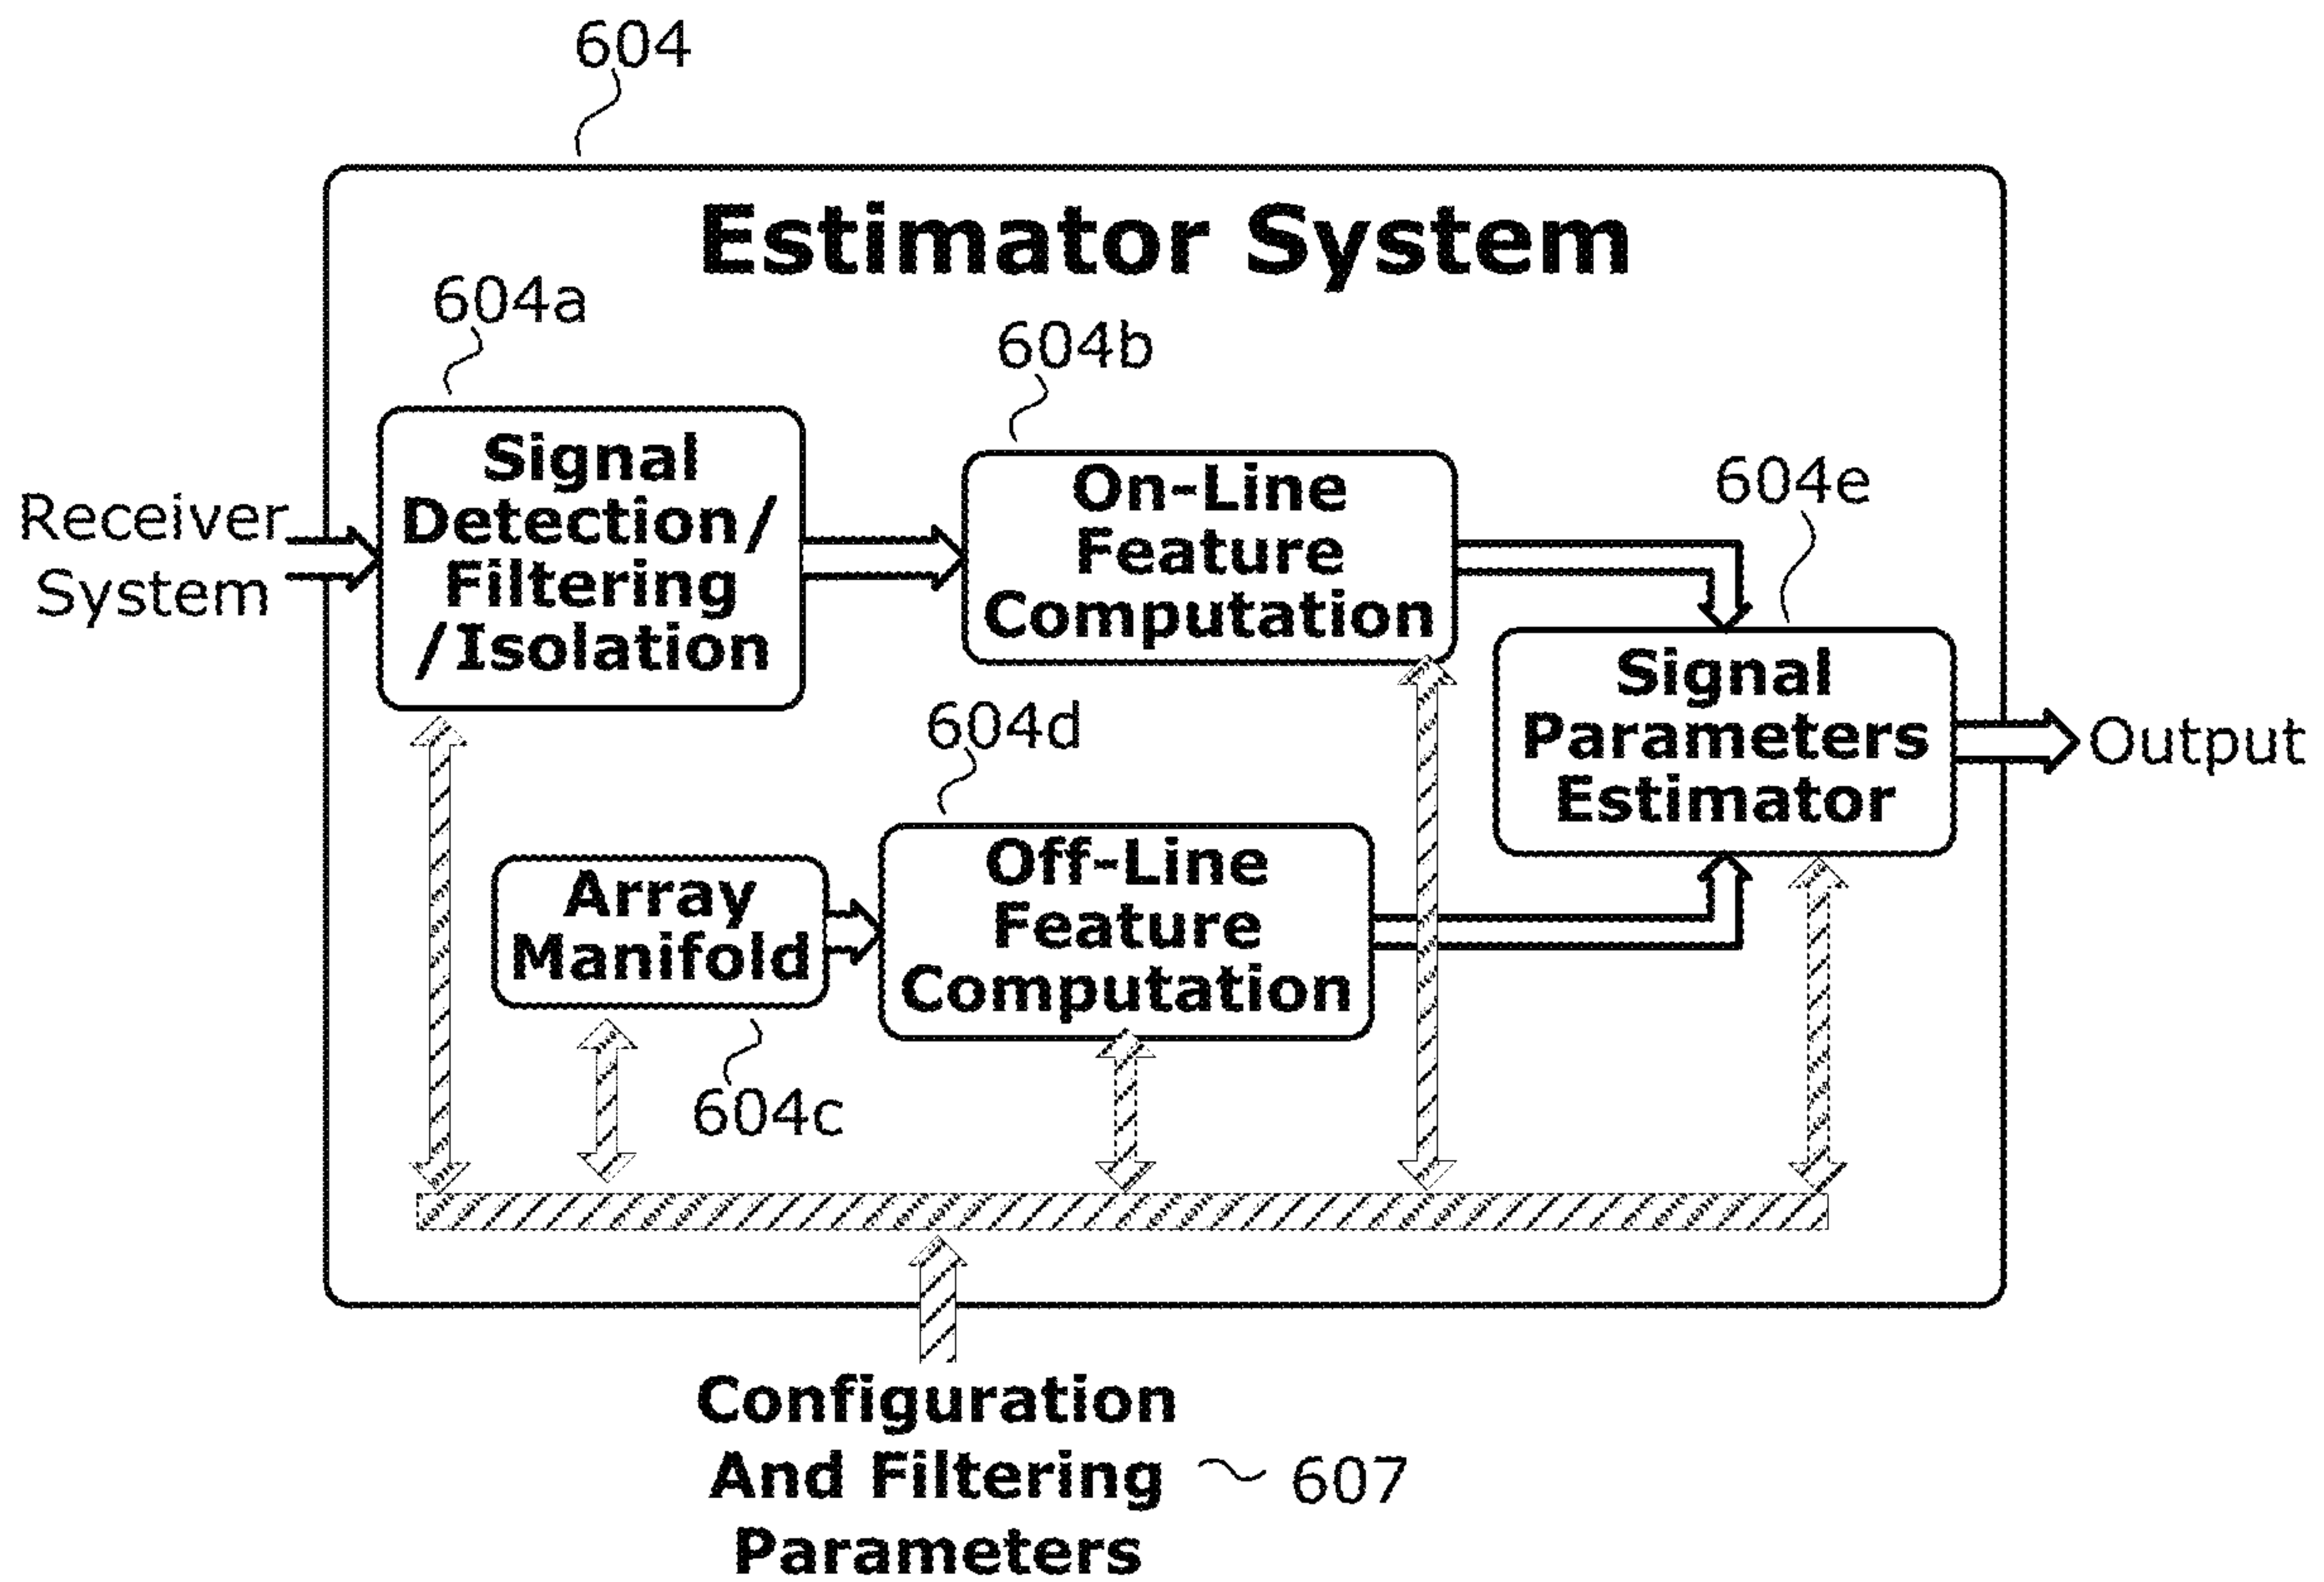 604
Estimator System
604a
604b
Signal
Detection/
Filtering
/Isolation
On-Line
Feature
Computation
604e
Receiver
System
Signal
Parameters
Estimator
Output
604d
Array
Manifold
Off-Line
Feature
Computation
604c
Configuration
And Filtering
Parameters
607